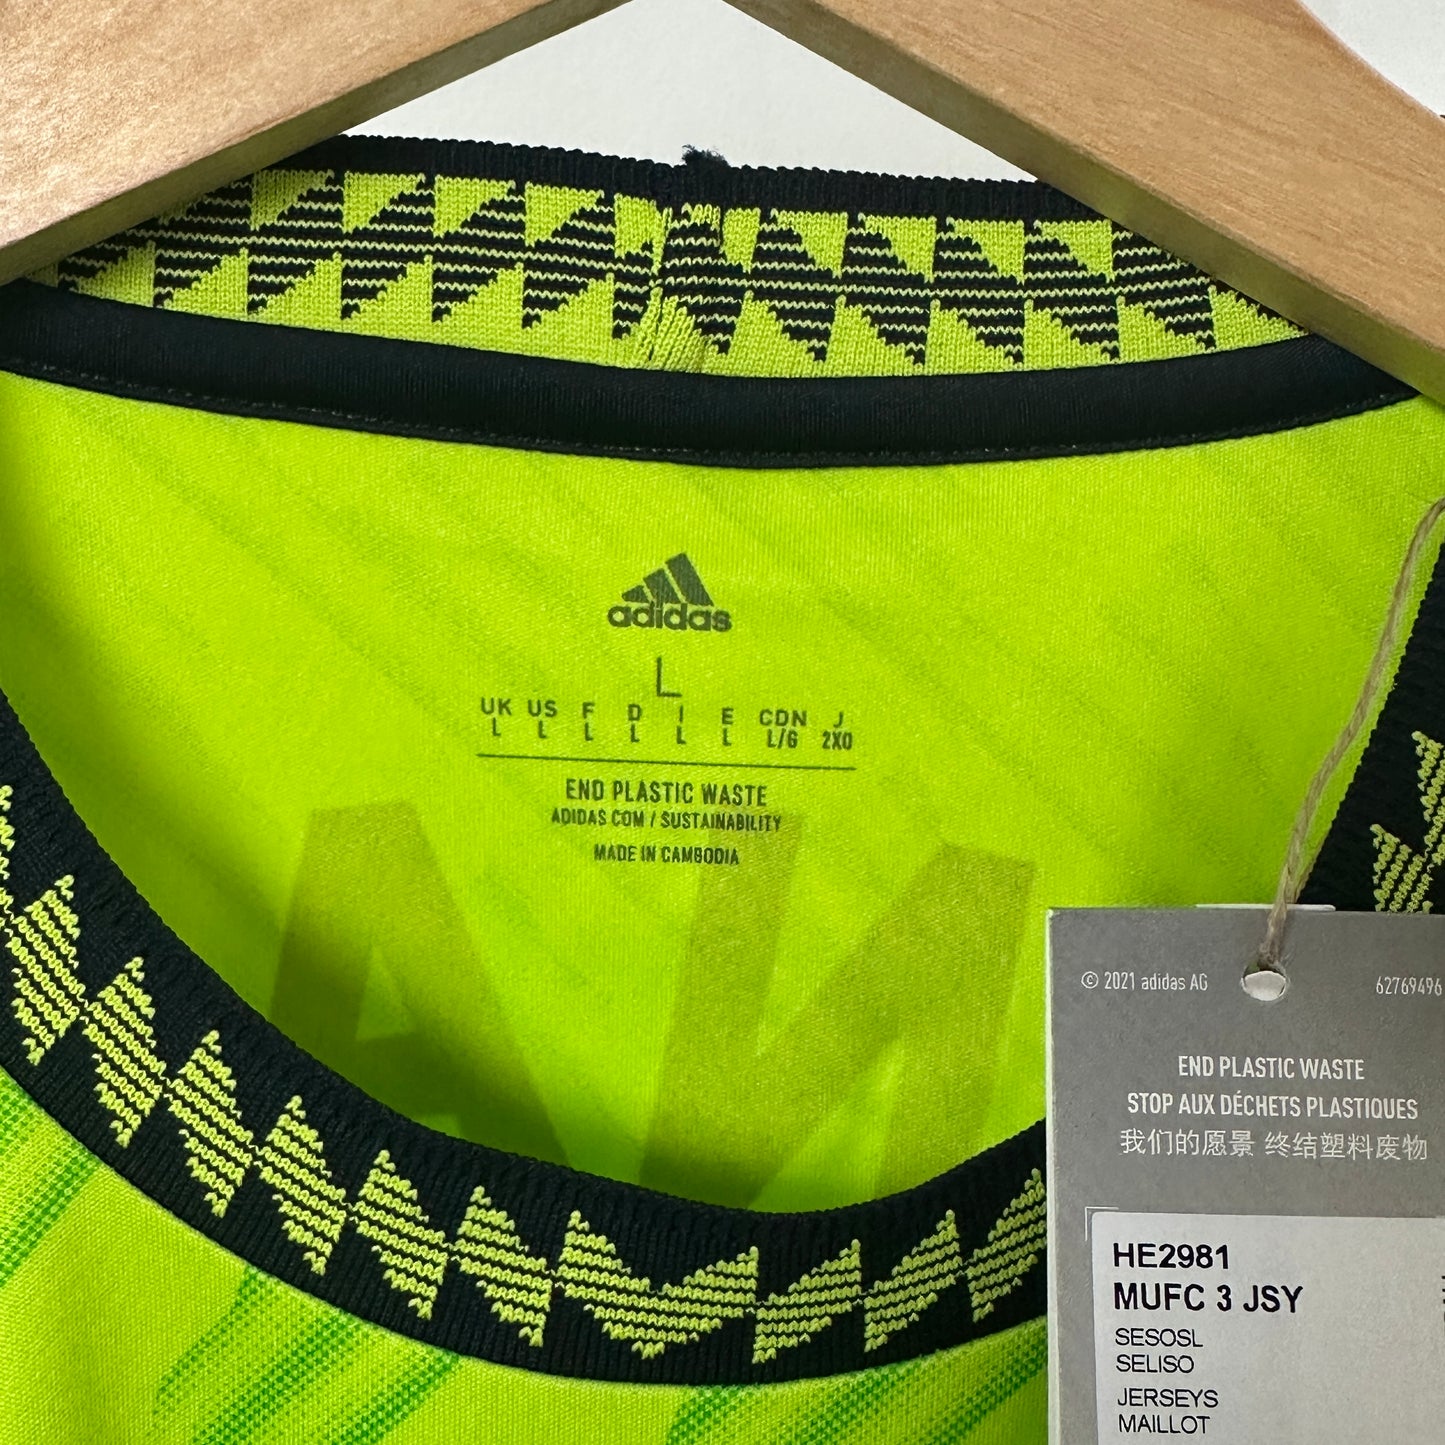 adidas
L
UK US F D I E CDN J
L L L L L L L/G 2XO
END PLASTIC WASTE
ADIDAS.COM / SUSTAINABILITY
MADE IN CAMBODIA
© 2021 adidas AG 62769496
END PLASTIC WASTE
STOP AUX DÉCHETS PLASTIQUES
我们的愿景 终结塑料废物
HE2981
MUFC 3 JSY
SESOSL
SELISO
JERSEYS
MAILLOT